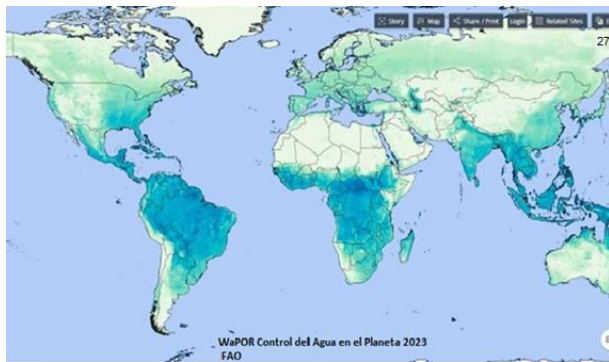 Story Map Share / Print Login Related Sites
27
WaPOR Control del Agua en el Planeta 2023
FAO